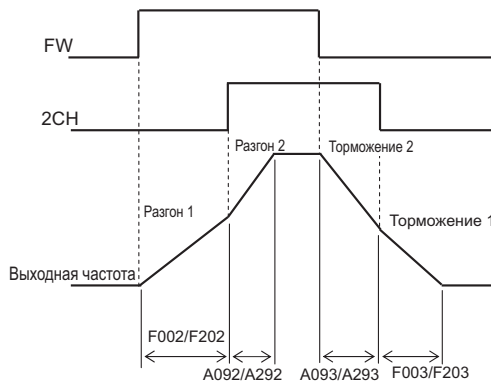 FW
2CH
Разгон 2
Торможение 2
Разгон 1
Торможение 1
Выходная частота
F002/F202
A092/A292
A093/A293
F003/F203